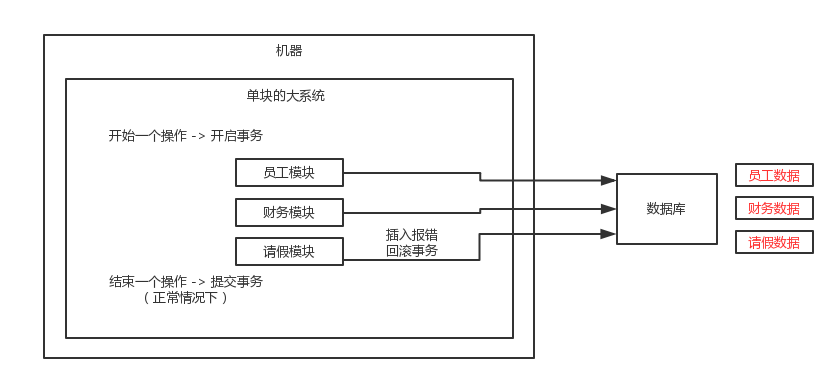 机器
单块的大系统
开始一个操作 -> 开启事务
员工模块
财务模块
请假模块
插入报错
回滚事务
结束一个操作 -> 提交事务
（正常情况下）
数据库
员工数据
财务数据
请假数据